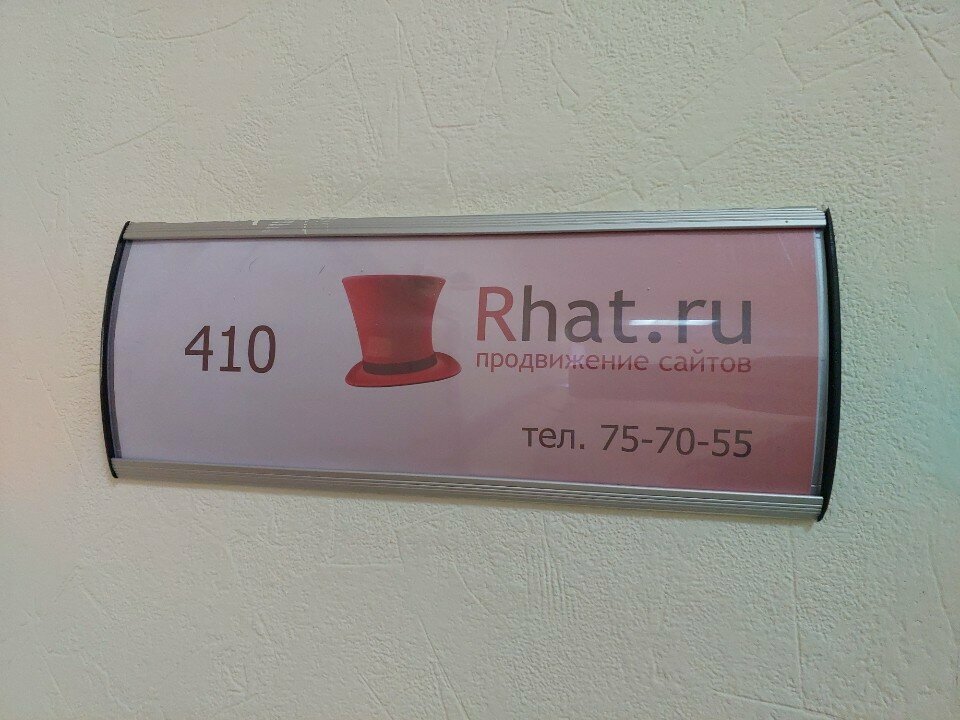 410
Rhat.ru
продвижение сайтов
тел. 75-70-55